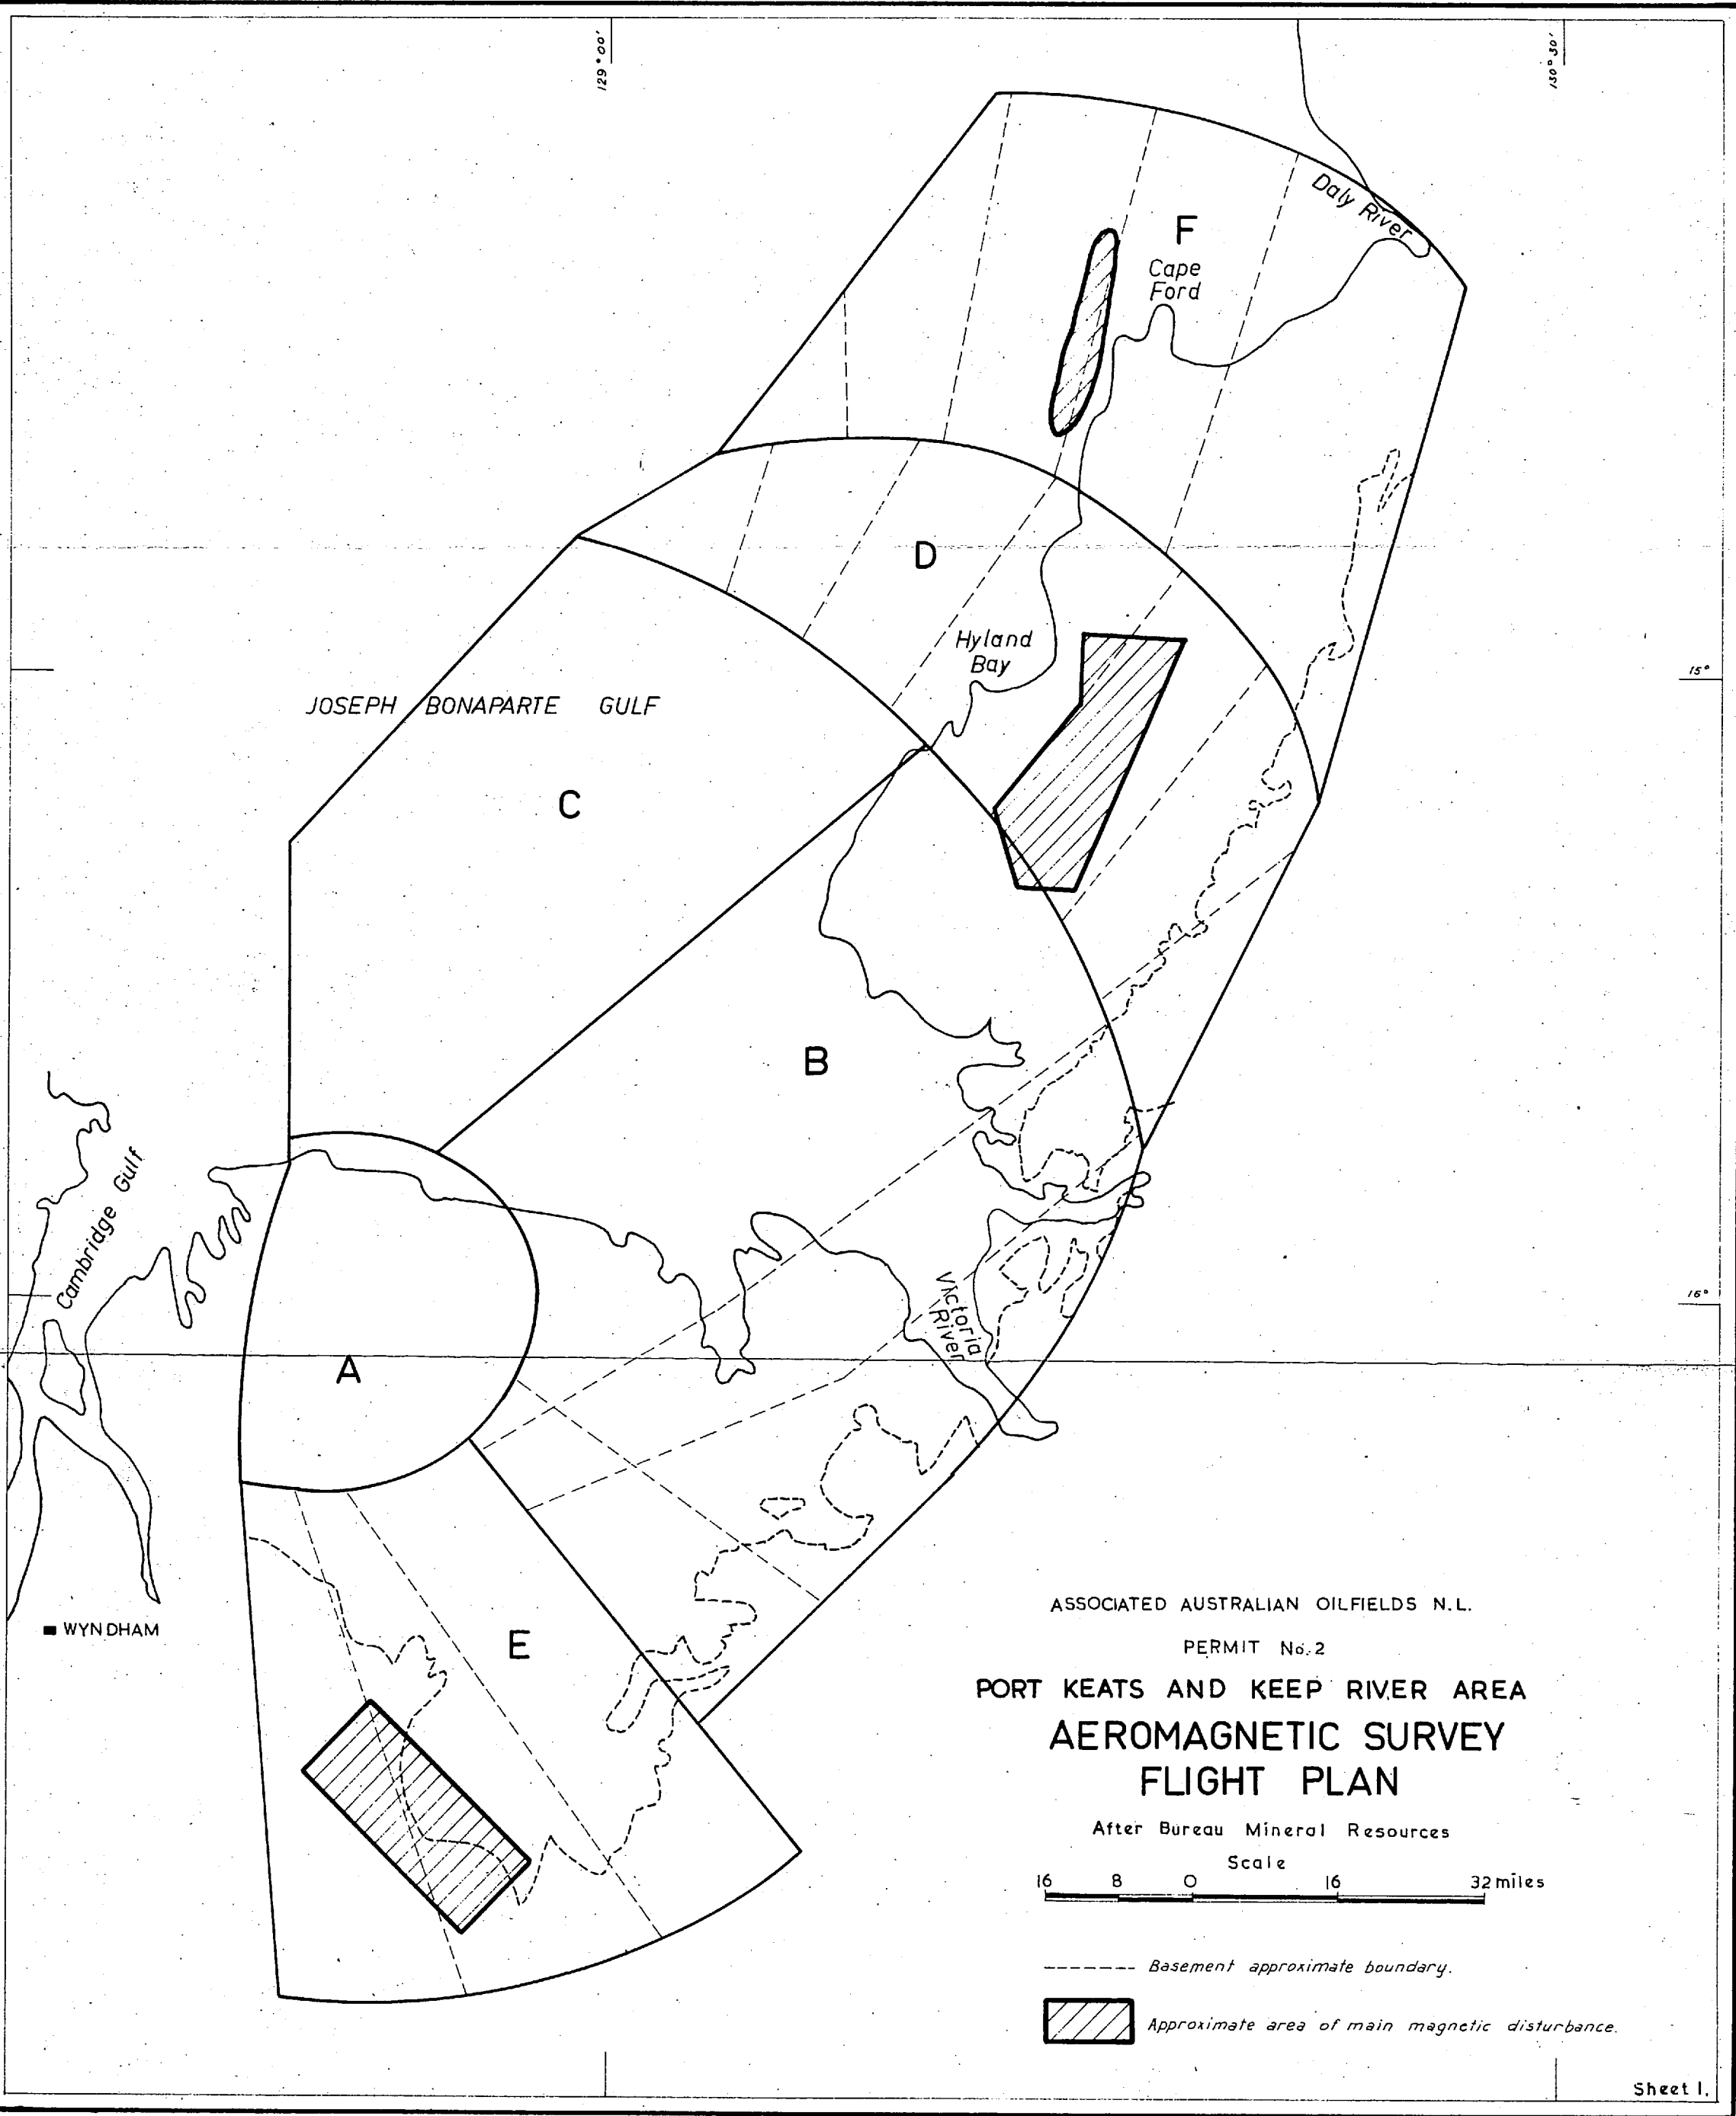 129° 00'
130° 30'
Daly River
F
Cape
Ford
D
Hyland
Bay
15°
JOSEPH BONAPARTE GULF
C
B
Cambridge Gulf
Victoria
River
16°
A
WYNDHAM
E
ASSOCIATED AUSTRALIAN OILFIELDS N.L.
PERMIT No. 2
PORT KEATS AND KEEP RIVER AREA
AEROMAGNETIC SURVEY
FLIGHT PLAN
After Bureau Mineral Resources
Scale
16 8 0 16 32 miles
Basement approximate boundary.
Approximate area of main magnetic disturbance.
Sheet 1.